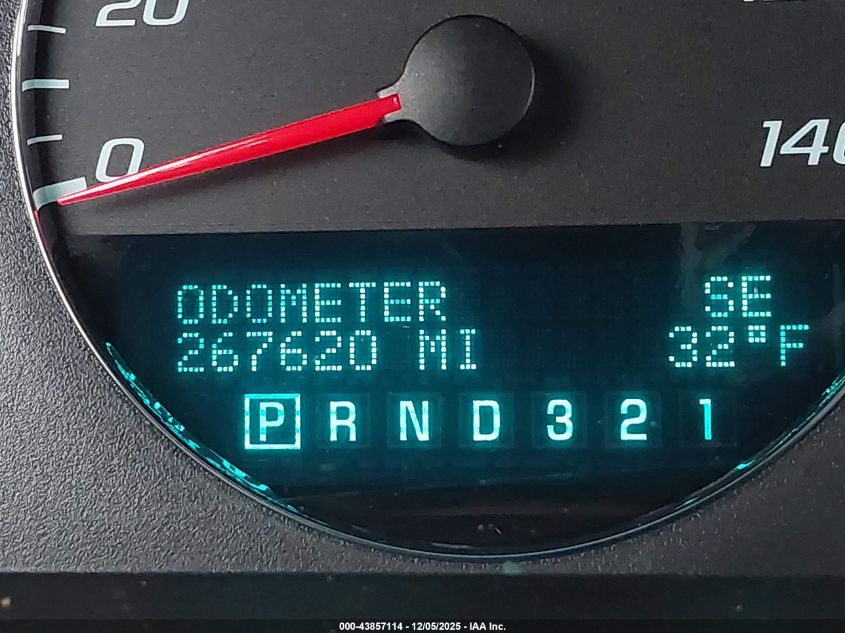 20
0
140
ODOMETER SE
267620 MI 32°F
P R N D 3 2 1
000-43857114 - 12/05/2025 - IAA Inc.